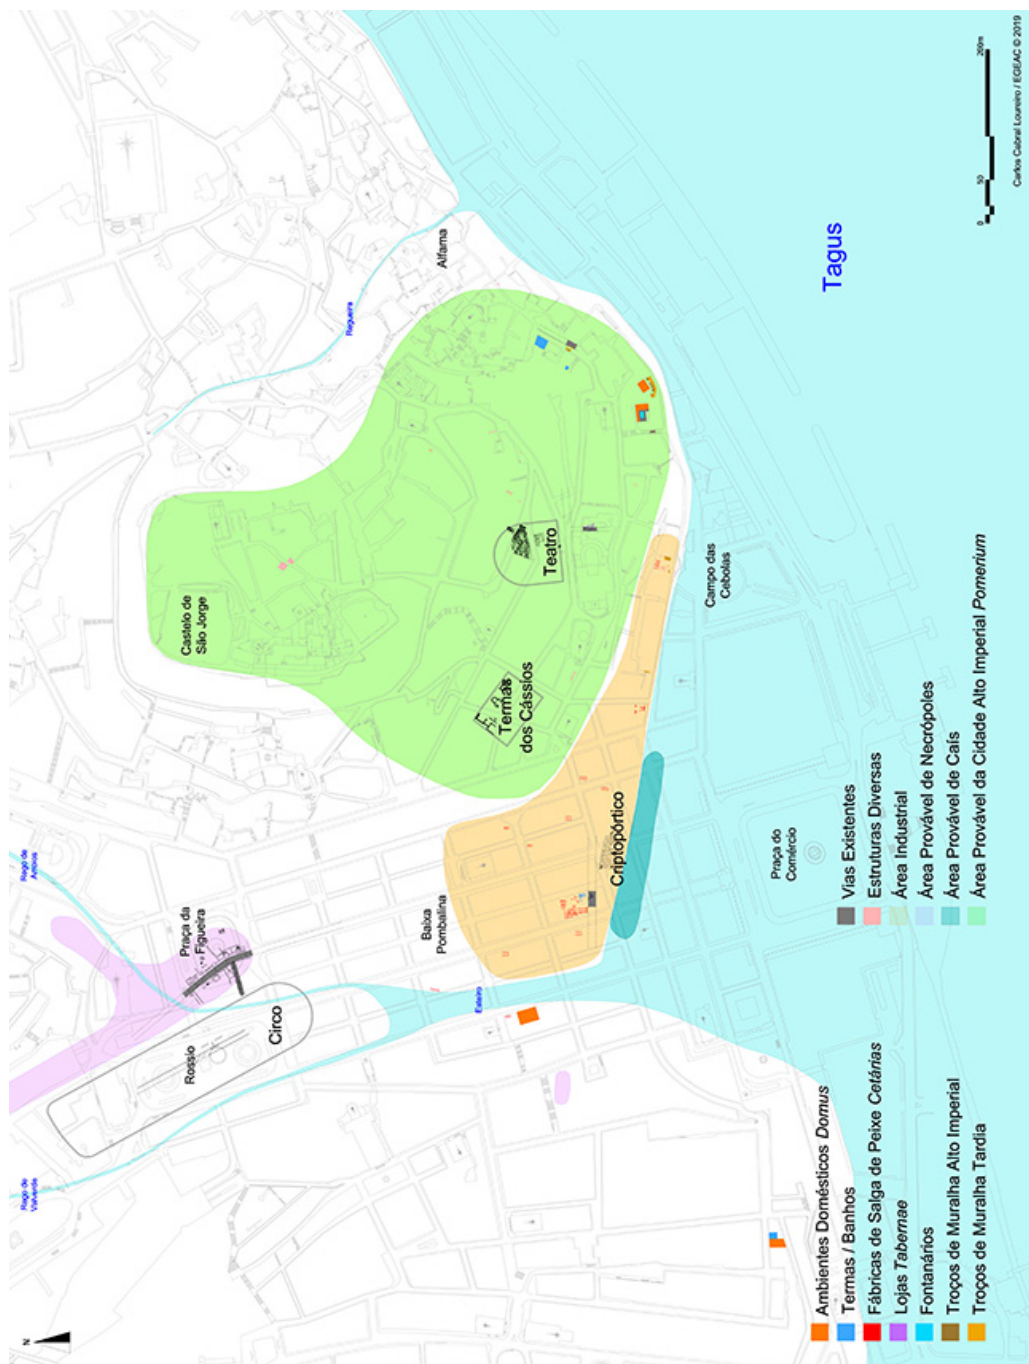 N
Rego de
Valverde
Rego de
Arroios
Rossio
Circo
Praça da
Figueira
Castelo de
São Jorge
Regueira
Alfama
Baixa
Pombalina
Esteiro
Termas
dos Cássios
Teatro
Criptopórtico
Campo das
Cebolas
Praça do
Comércio
Tagus
Ambientes Domésticos Domus
Termas / Banhos
Fábricas de Salga de Peixe Cetárias
Lojas Tabernae
Fontanários
Troços de Muralha Alto Imperial
Troços de Muralha Tardia
Vias Existentes
Estruturas Diversas
Área Industrial
Área Provável de Necrópoles
Área Provável de Cais
Área Provável da Cidade Alto Imperial Pomerium
0 50 200m
Carlos Cabral Loureiro / EGEAC © 2019